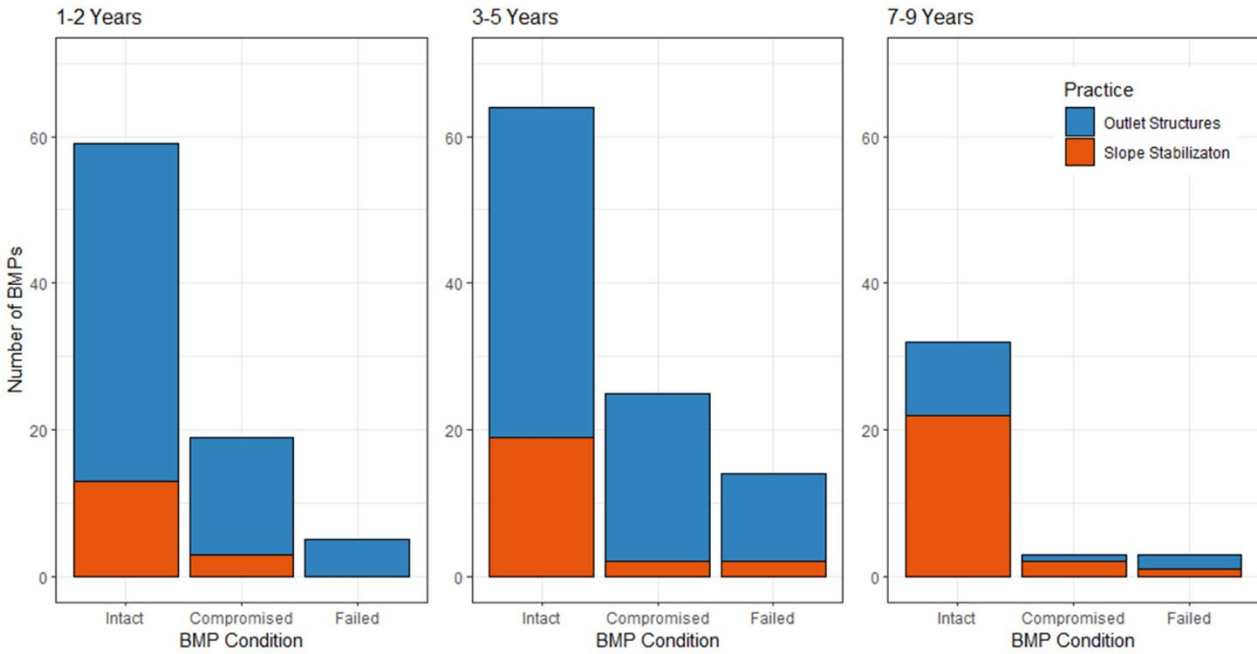 1-2 Years
3-5 Years
7-9 Years
Number of BMPs
60
40
20
0
Intact
Compromised
Failed
BMP Condition
60
40
20
0
Intact
Compromised
Failed
BMP Condition
60
40
20
0
Practice
Outlet Structures
Slope Stabilizaton
Intact
Compromised
Failed
BMP Condition